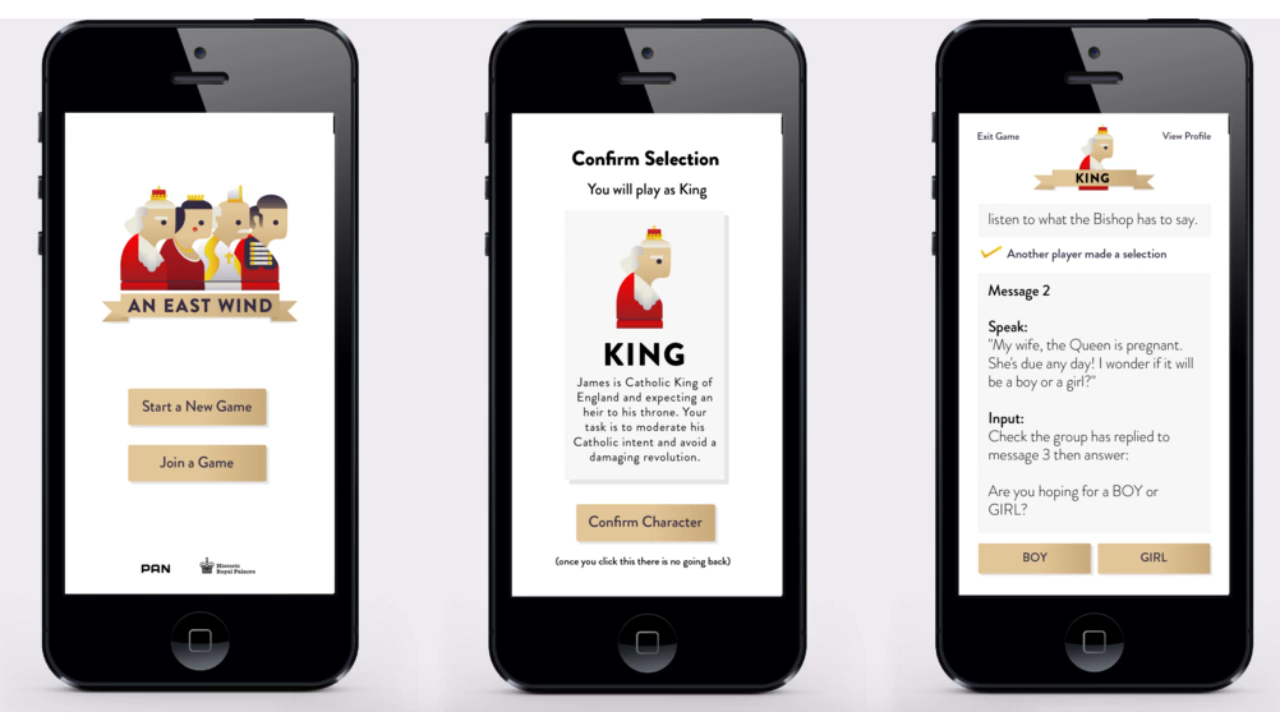 AN EAST WIND
Start a New Game
Join a Game
PAN
Historic
Royal Palaces
Confirm Selection
You will play as King
KING
James is Catholic King of
England and expecting an
heir to his throne. Your
task is to moderate his
Catholic intent and avoid a
damaging revolution.
Confirm Character
(once you click this there is no going back)
Exit Game
View Profile
KING
listen to what the Bishop has to say.
Another player made a selection
Message 2
Speak:
"My wife, the Queen is pregnant.
She's due any day! I wonder if it will
be a boy or a girl?"
Input:
Check the group has replied to
message 3 then answer:
Are you hoping for a BOY or
GIRL?
BOY
GIRL